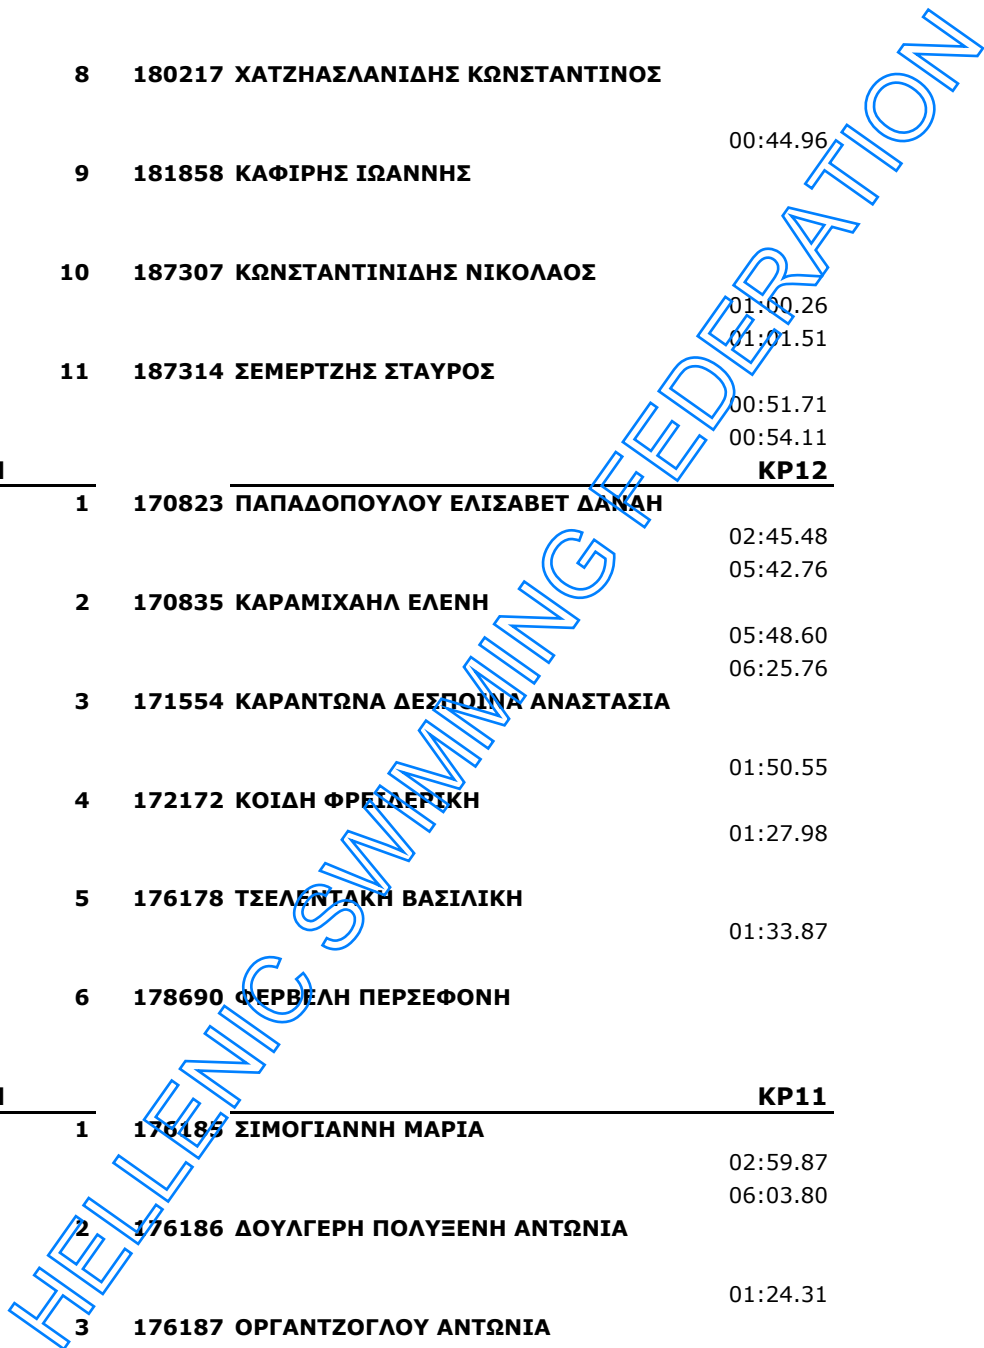 8 180217 ΧΑΤΖΗΑΣΛΑΝΙΔΗΣ ΚΩΝΣΤΑΝΤΙΝΟΣ
00:44.96
9 181858 ΚΑΦΙΡΗΣ ΙΩΑΝΝΗΣ
10 187307 ΚΩΝΣΤΑΝΤΙΝΙΔΗΣ ΝΙΚΟΛΑΟΣ
01:00.26
01:01.51
11 187314 ΣΕΜΕΡΤΖΗΣ ΣΤΑΥΡΟΣ
00:51.71
00:54.11
KP12
1 170823 ΠΑΠΑΔΟΠΟΥΛΟΥ ΕΛΙΣΑΒΕΤ ΔΑΝΑΗ
02:45.48
05:42.76
2 170835 ΚΑΡΑΜΙΧΑΗΛ ΕΛΕΝΗ
05:48.60
06:25.76
3 171554 ΚΑΡΑΝΤΩΝΑ ΔΕΣΠΟΙΝΑ ΑΝΑΣΤΑΣΙΑ
01:50.55
4 172172 ΚΟΙΔΗ ΦΡΕΙΔΕΡΙΚΗ
01:27.98
5 176178 ΤΣΕΛΕΝΤΑΚΗ ΒΑΣΙΛΙΚΗ
01:33.87
6 178690 ΦΕΡΒΕΛΗ ΠΕΡΣΕΦΟΝΗ
KP11
1 176185 ΣΙΜΟΓΙΑΝΝΗ ΜΑΡΙΑ
02:59.87
06:03.80
2 176186 ΔΟΥΛΓΕΡΗ ΠΟΛΥΞΕΝΗ ΑΝΤΩΝΙΑ
01:24.31
3 176187 ΟΡΓΑΝΤΖΟΓΛΟΥ ΑΝΤΩΝΙΑ
HELLENIC SWIMMING FEDERATION